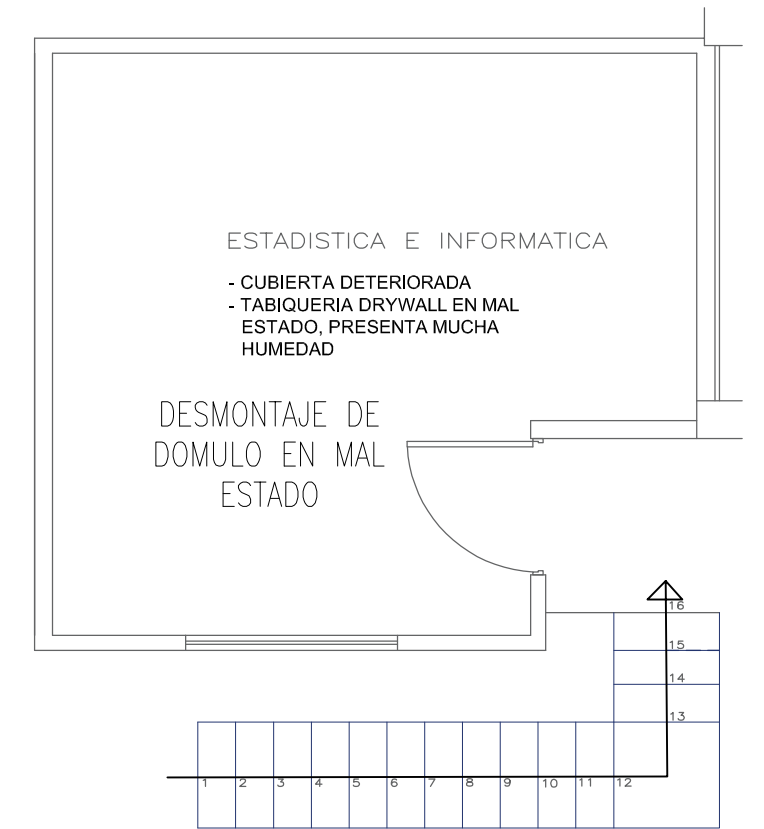 ESTADISTICA E INFORMATICA
- CUBIERTA DETERIORADA
- TABIQUERIA DRYWALL EN MAL
ESTADO, PRESENTA MUCHA
HUMEDAD
DESMONTAJE DE
DOMULO EN MAL
ESTADO
16
15
14
13
1 2 3 4 5 6 7 8 9 10 11 12